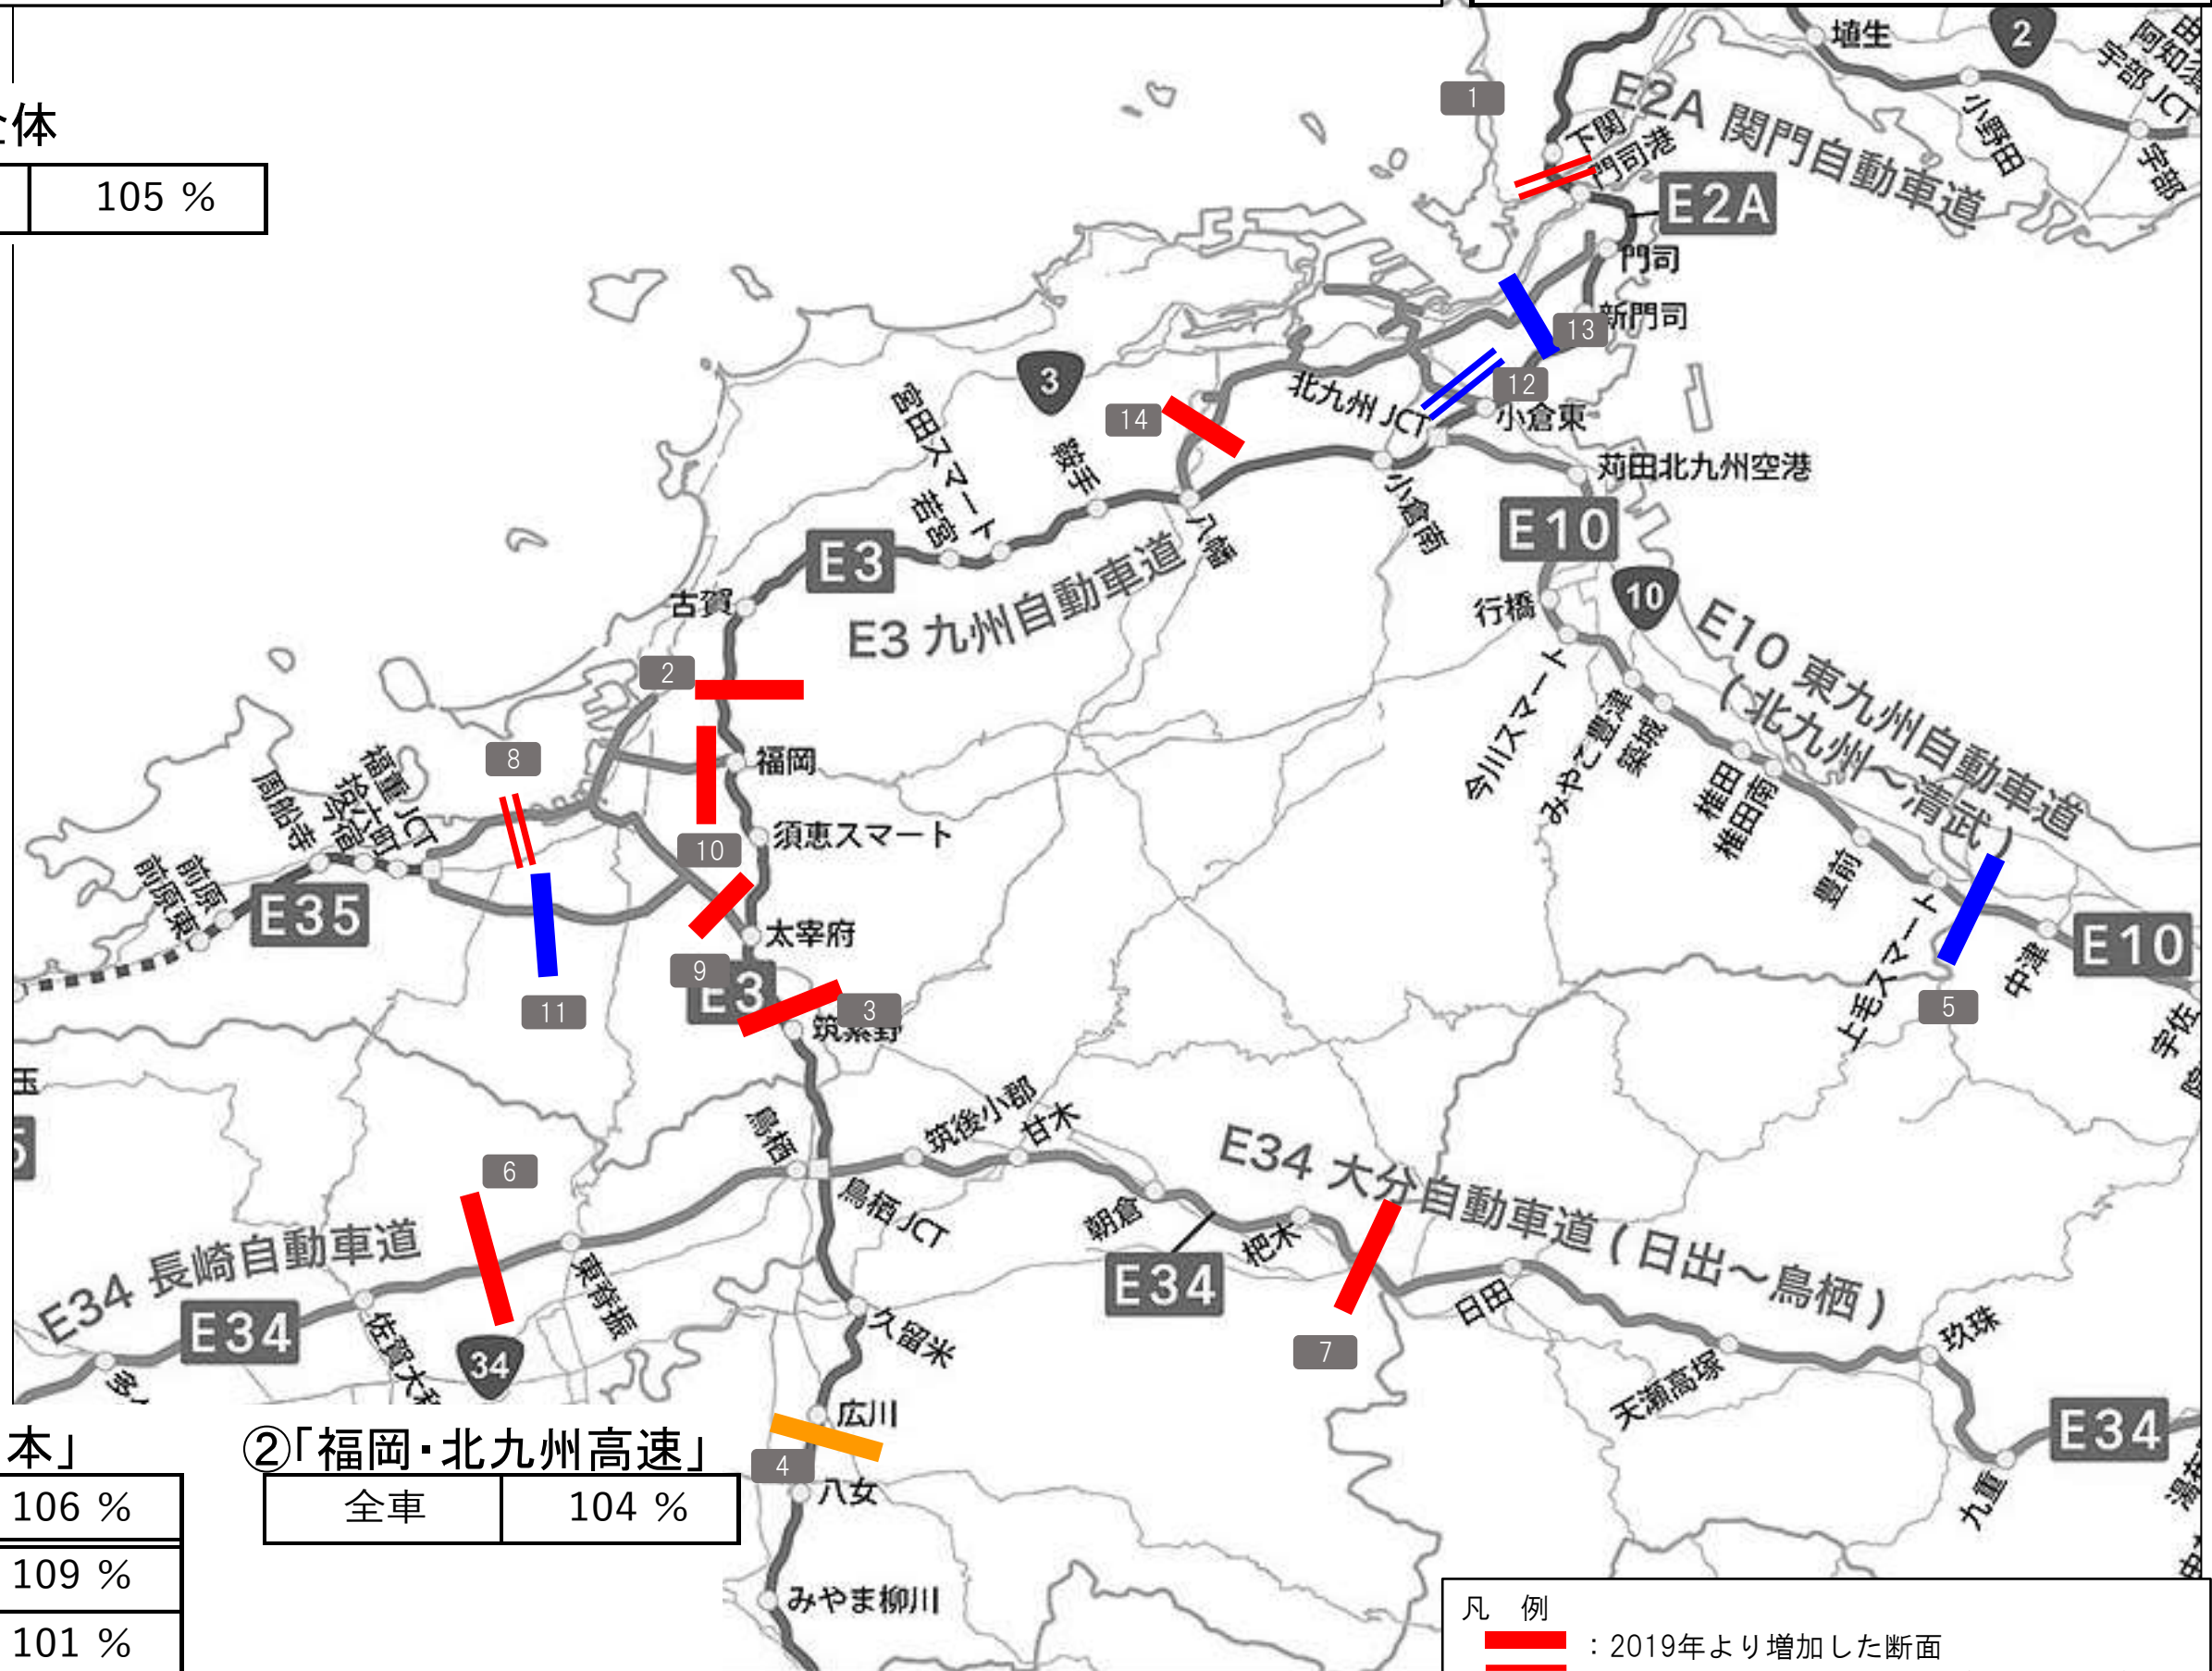 全体
105 %
1
2
埴生
E2A 関門自動車道
宇部 JCT
小野田
宇部
下関
門司港
E2A
門司
新門司
13
12
3
14
北九州 JCT
小倉東
宮田スマート
若宮
鞍手
八幡
小倉南
苅田北九州空港
E10
E3
E3 九州自動車道
古賀
行橋
10
E10 東九州自動車道
(北九州～清武)
2
今川スマート
みやこ豊津
築城
椎田
椎田南
豊前
上毛スマート
中津
E10
宇佐
5
福岡
8
須恵スマート
10
福重 JCT
拾六町
今宿
周船寺
前原
前原東
E35
太宰府
9
E3
3
筑紫野
11
鳥栖
筑後小郡
甘木
鳥栖 JCT
朝倉
E34
杷木
E34 大分自動車道 (日出～鳥栖)
6
E34 長崎自動車道
E34
東脊振
34
佐賀大和
久留米
7
日田
天瀬高塚
玖珠
九重
E34
広川
4
八女
みやま柳川
本」
106 %
109 %
101 %
②「福岡・北九州高速」
全車 104 %
凡 例
：2019年より増加した断面